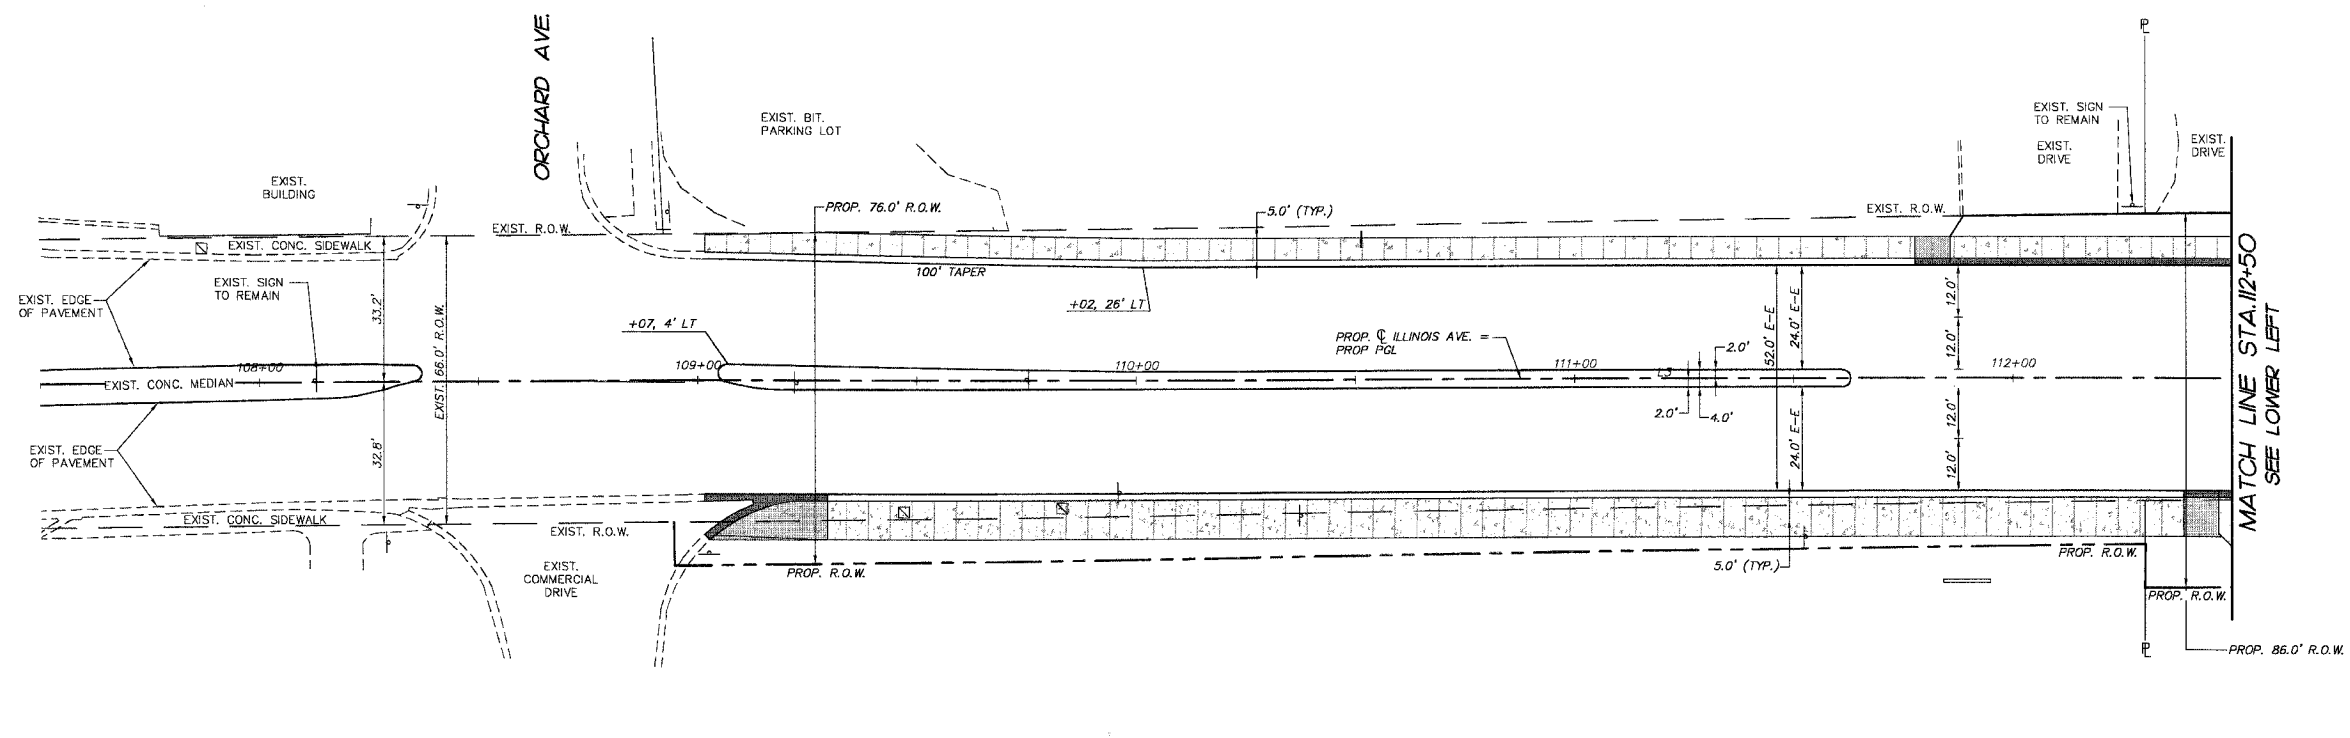 ORCHARD AVE.
EXIST. BIT.
PARKING LOT
EXIST. SIGN
TO REMAIN
EXIST.
DRIVE
EXIST.
DRIVE
EXIST.
BUILDING
PROP. 76.0' R.O.W.
5.0' (TYP.)
EXIST. R.O.W.
EXIST. R.O.W.
EXIST. CONC. SIDEWALK
100' TAPER
EXIST. SIGN
TO REMAIN
EXIST. EDGE
OF PAVEMENT
33.2'
EXIST. 66.0' R.O.W.
+02, 26' LT
+07, 4' LT
PROP. ℄ ILLINOIS AVE. =
PROP PGL
52.0' E-E
24.0' E-E
12.0'
12.0'
2.0'
108+00
109+00
110+00
111+00
112+00
EXIST. CONC. MEDIAN
2.0'
4.0'
EXIST. EDGE
OF PAVEMENT
32.8'
24.0' E-E
12.0'
12.0'
EXIST. CONC. SIDEWALK
EXIST. R.O.W.
EXIST.
COMMERCIAL
DRIVE
PROP. R.O.W.
5.0' (TYP.)
PROP. R.O.W.
PROP. R.O.W.
PROP. 86.0' R.O.W.
MATCH LINE STA.112+50
SEE LOWER LEFT